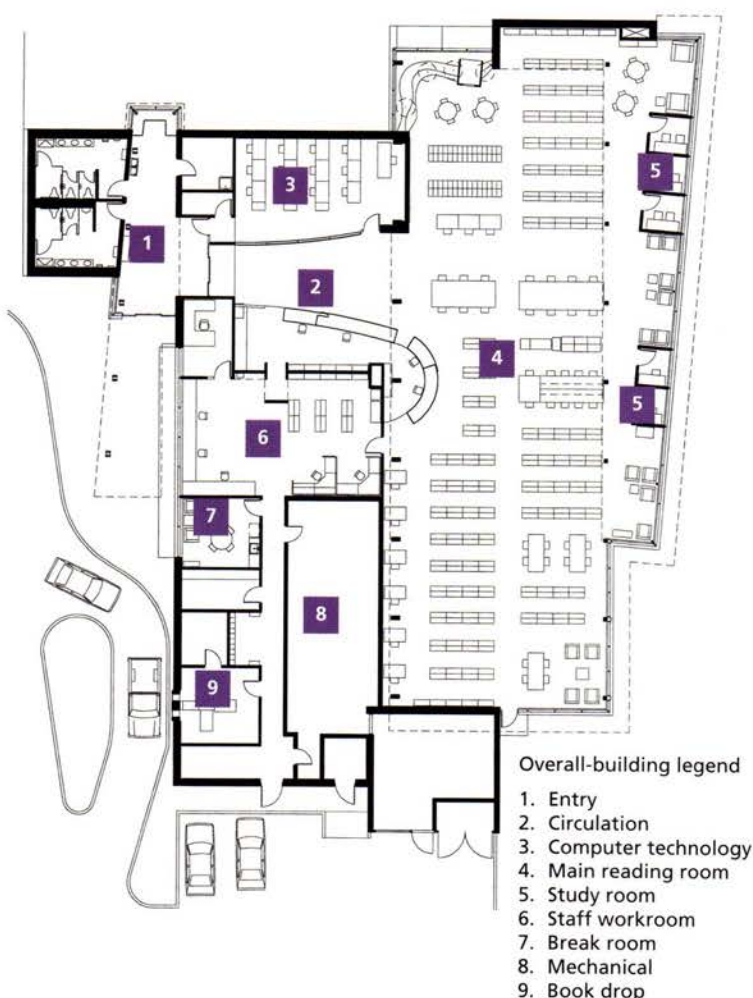 3
5
1
2
4
5
6
7
8
9
Overall-building legend
1. Entry
2. Circulation
3. Computer technology
4. Main reading room
5. Study room
6. Staff workroom
7. Break room
8. Mechanical
9. Book drop